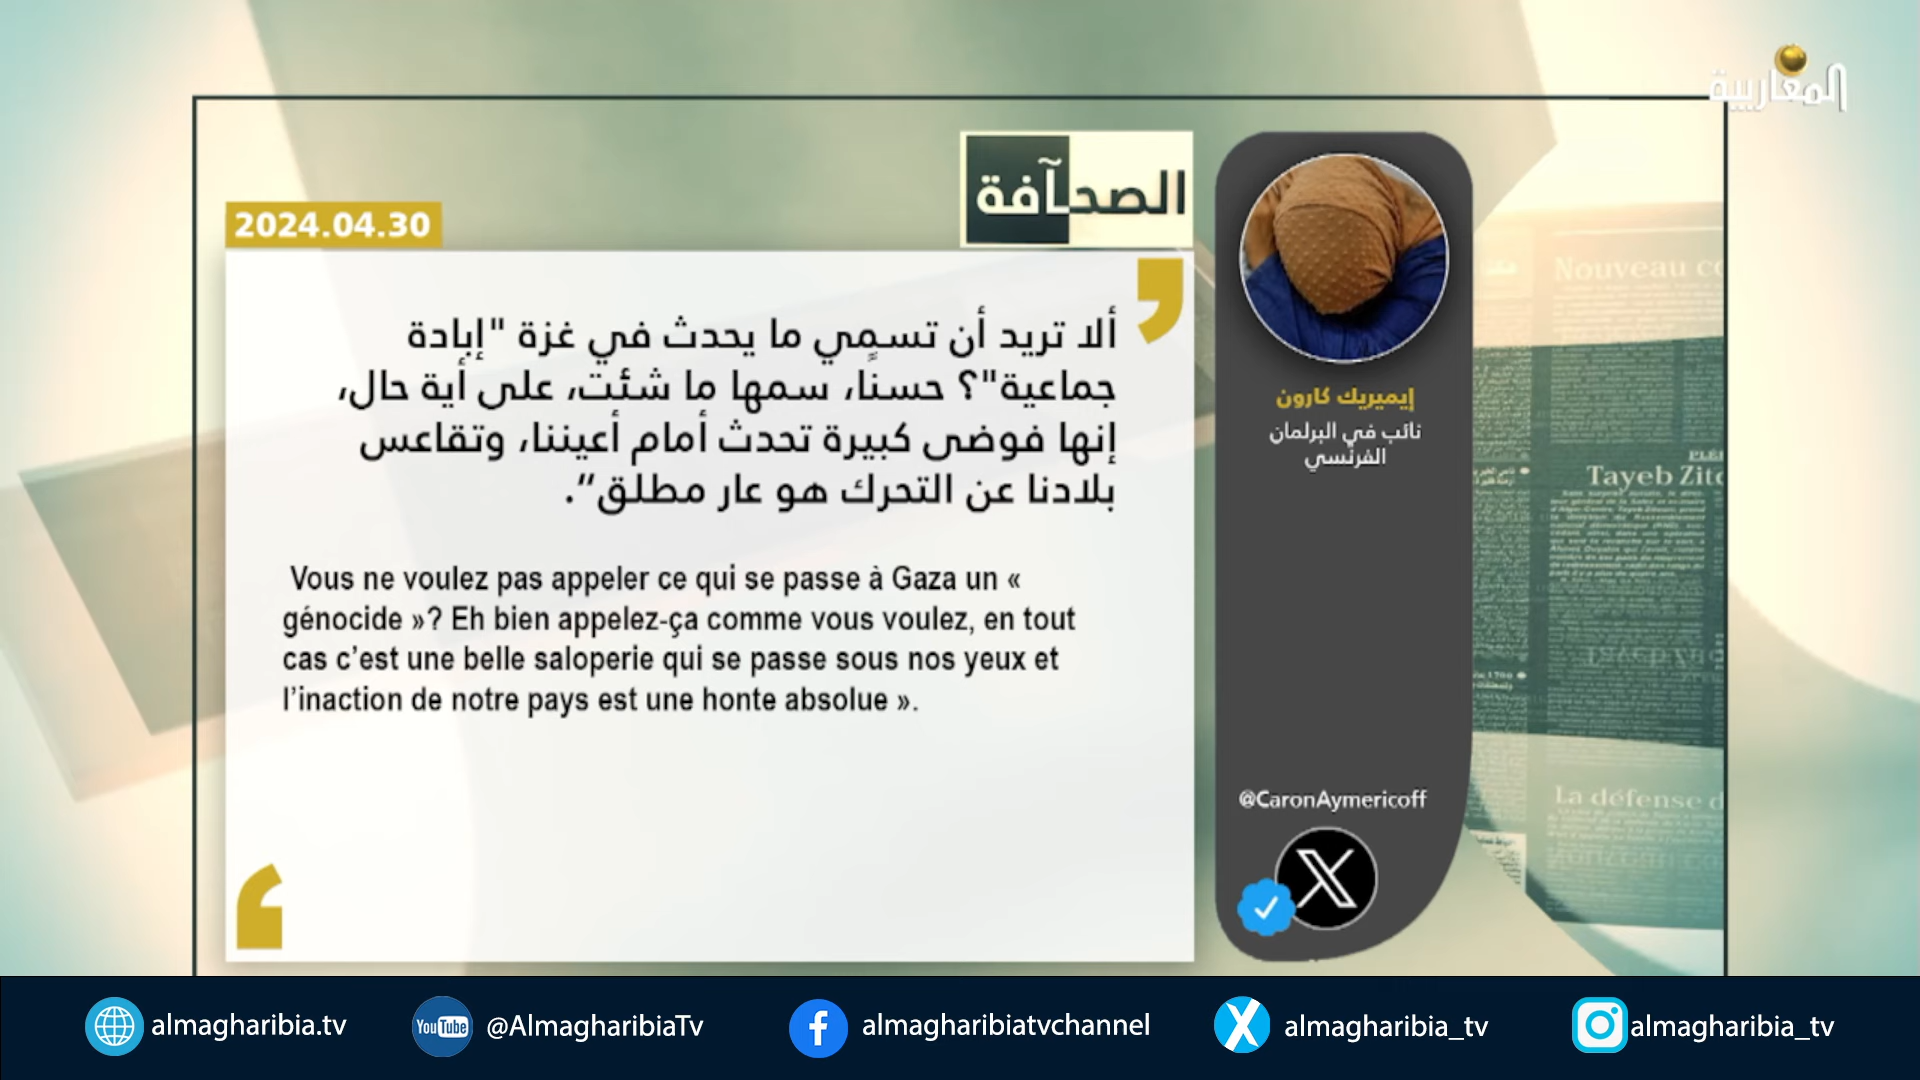 المغاربية
الصحآفة
2024.04.30
ألا تريد أن تسمي ما يحدث في غزة "إبادة
جماعية"؟ حسنًا، سمها ما شئت، على أية حال،
إنها فوضى كبيرة تحدث أمام أعيننا، وتقاعس
بلادنا عن التحرك هو عار مطلق”.
Vous ne voulez pas appeler ce qui se passe à Gaza un «
génocide »? Eh bien appelez-ça comme vous voulez, en tout
cas c’est une belle saloperie qui se passe sous nos yeux et
l’inaction de notre pays est une honte absolue ».
إيميريك كارون
نائب في البرلمان
الفرنسي
@CaronAymericoff
Nouveau
Tayeb
La défense
almagharibia.tv
YouTube
@AlmagharibiaTv
almagharibiatvchannel
almagharibia_tv
almagharibia_tv